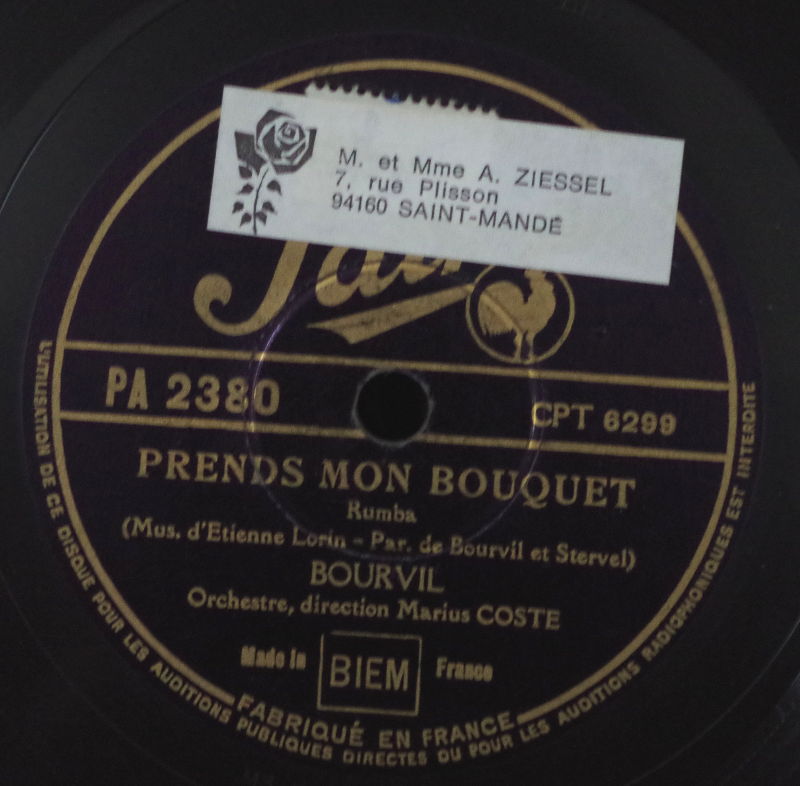 M. et Mme A. ZIESSEL
7, rue Plisson
94160 SAINT-MANDÉ
PA 2380
CPT 6299
PRENDS MON BOUQUET
Rumba
(Mus. d'Etienne Lorin - Par. de Bourvil et Stervel)
BOURVIL
Orchestre, direction Marius COSTE
Made in BIEM France
FABRIQUÉ EN FRANCE
L'UTILISATION DE CE DISQUE POUR LES AUDITIONS PUBLIQUES DIRECTES OU POUR LES AUDITIONS RADIOPHONIQUES EST INTERDITE